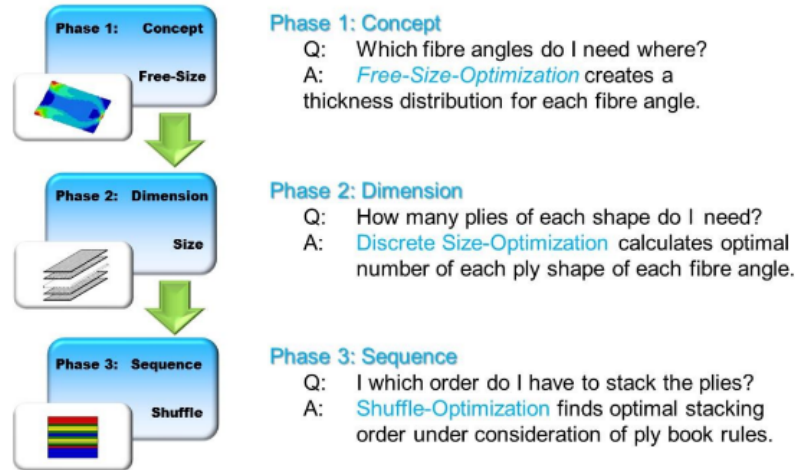 Phase 1: Concept
Free-Size
Phase 1: Concept
Q: Which fibre angles do I need where?
A: Free-Size-Optimization creates a
thickness distribution for each fibre angle.
Phase 2: Dimension
Size
Phase 2: Dimension
Q: How many plies of each shape do I need?
A: Discrete Size-Optimization calculates optimal
number of each ply shape of each fibre angle.
Phase 3: Sequence
Shuffle
Phase 3: Sequence
Q: I which order do I have to stack the plies?
A: Shuffle-Optimization finds optimal stacking
order under consideration of ply book rules.